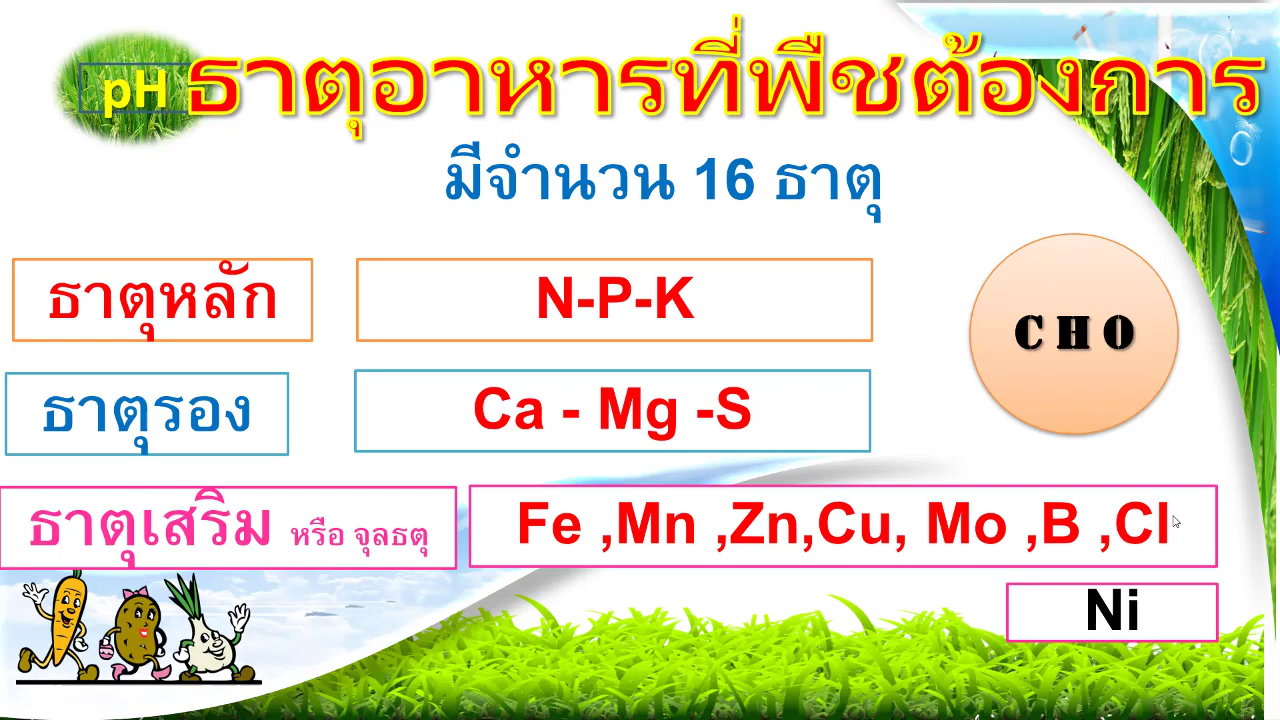 pH ธาตุอาหารที่พืชต้องการ
มีจำนวน 16 ธาตุ
ธาตุหลัก N-P-K
C H O
ธาตุรอง Ca - Mg -S
ธาตุเสริม หรือ จุลธตุ Fe ,Mn ,Zn,Cu, Mo ,B ,Cl
Ni